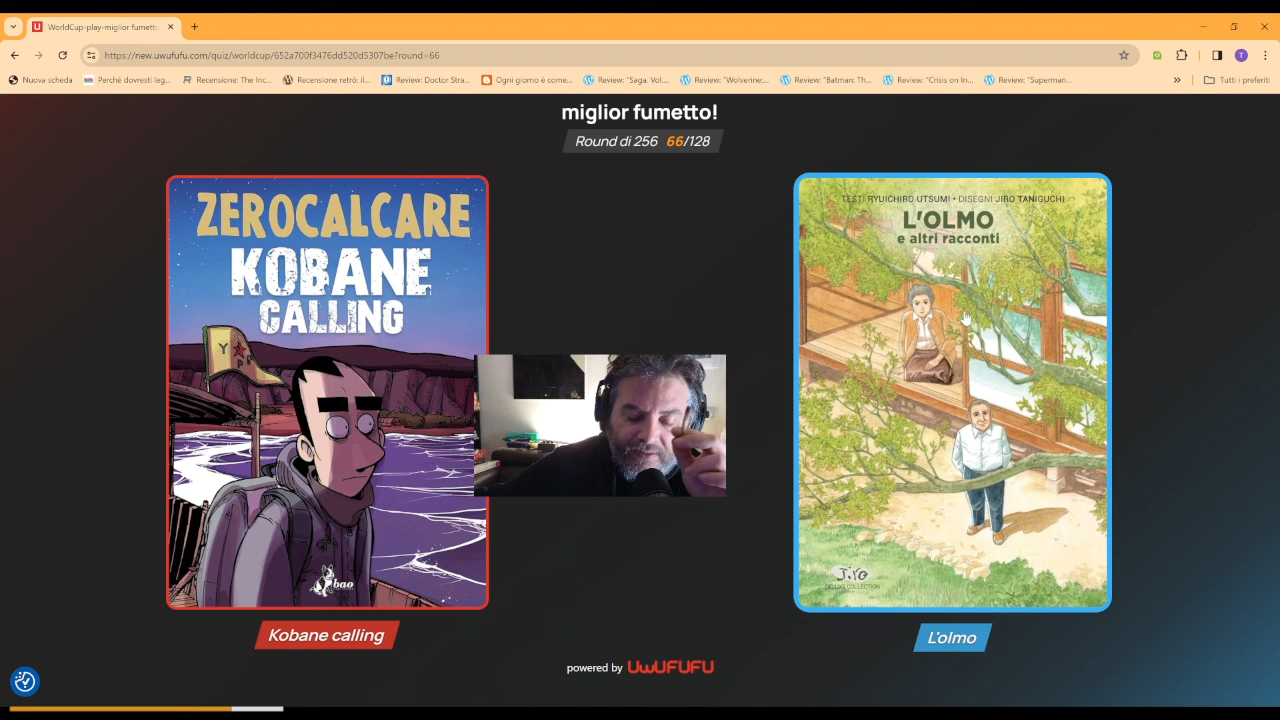 WorldCup-play-miglior fumetto
https://new.uwufufu.com/quiz/worldcup/652a700f3476dd520d5307be?round=66
T
Nuova scheda
Perché dovresti leg...
Recensione: The Inc...
Recensione retrò: il...
Review: Doctor Stra...
Ogni giorno è come...
Review: "Saga. Vol....
Review: "Wolverine:...
Review: "Batman: Th...
Review: "Crisis on In...
Review: "Superman...
»
Tutti i preferiti
miglior fumetto!
Round di 256 66/128
ZEROCALCARE
KOBANE
CALLING
Y
bao
TESTI RYUICHIRO UTSUMI • DISEGNI JIRO TANIGUCHI
L'OLMO
e altri racconti
J.iro
DELUXE COLLECTION
Kobane calling
L'olmo
powered by UwUFUFU